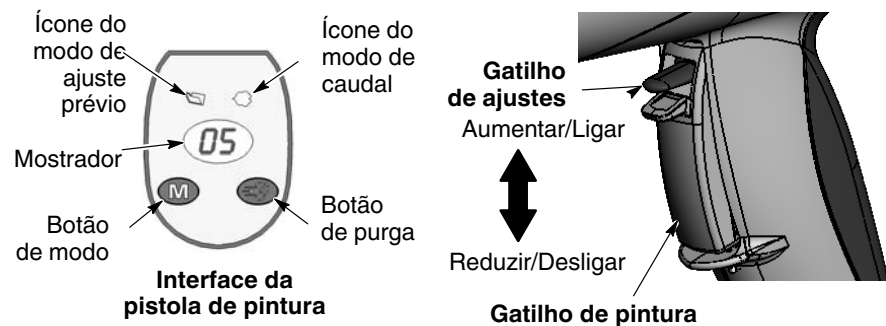 Ícone do
modo de
ajuste
prévio
Ícone do
modo de
caudal
Mostrador
05
M
Botão
de modo
Botão
de purga
Interface da
pistola de pintura
Gatilho
de ajustes
Aumentar/Ligar
Reduzir/Desligar
Gatilho de pintura